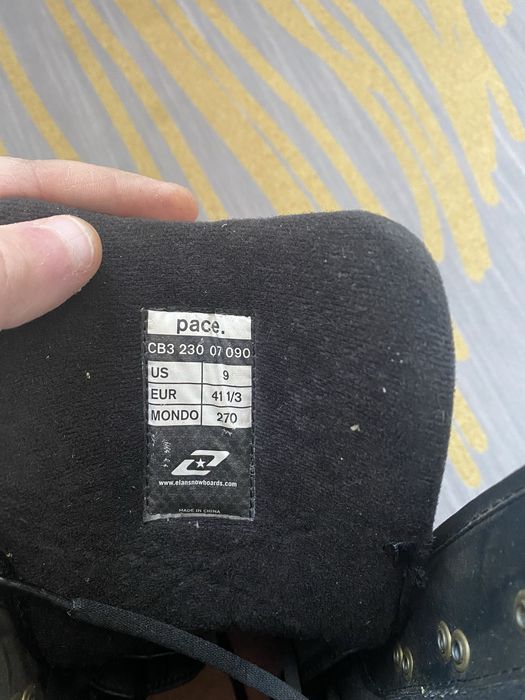 pace.
CB3 230 07 090
US 9
EUR 41 1/3
MONDO 270
www.elansnowboards.com
MADE IN CHINA